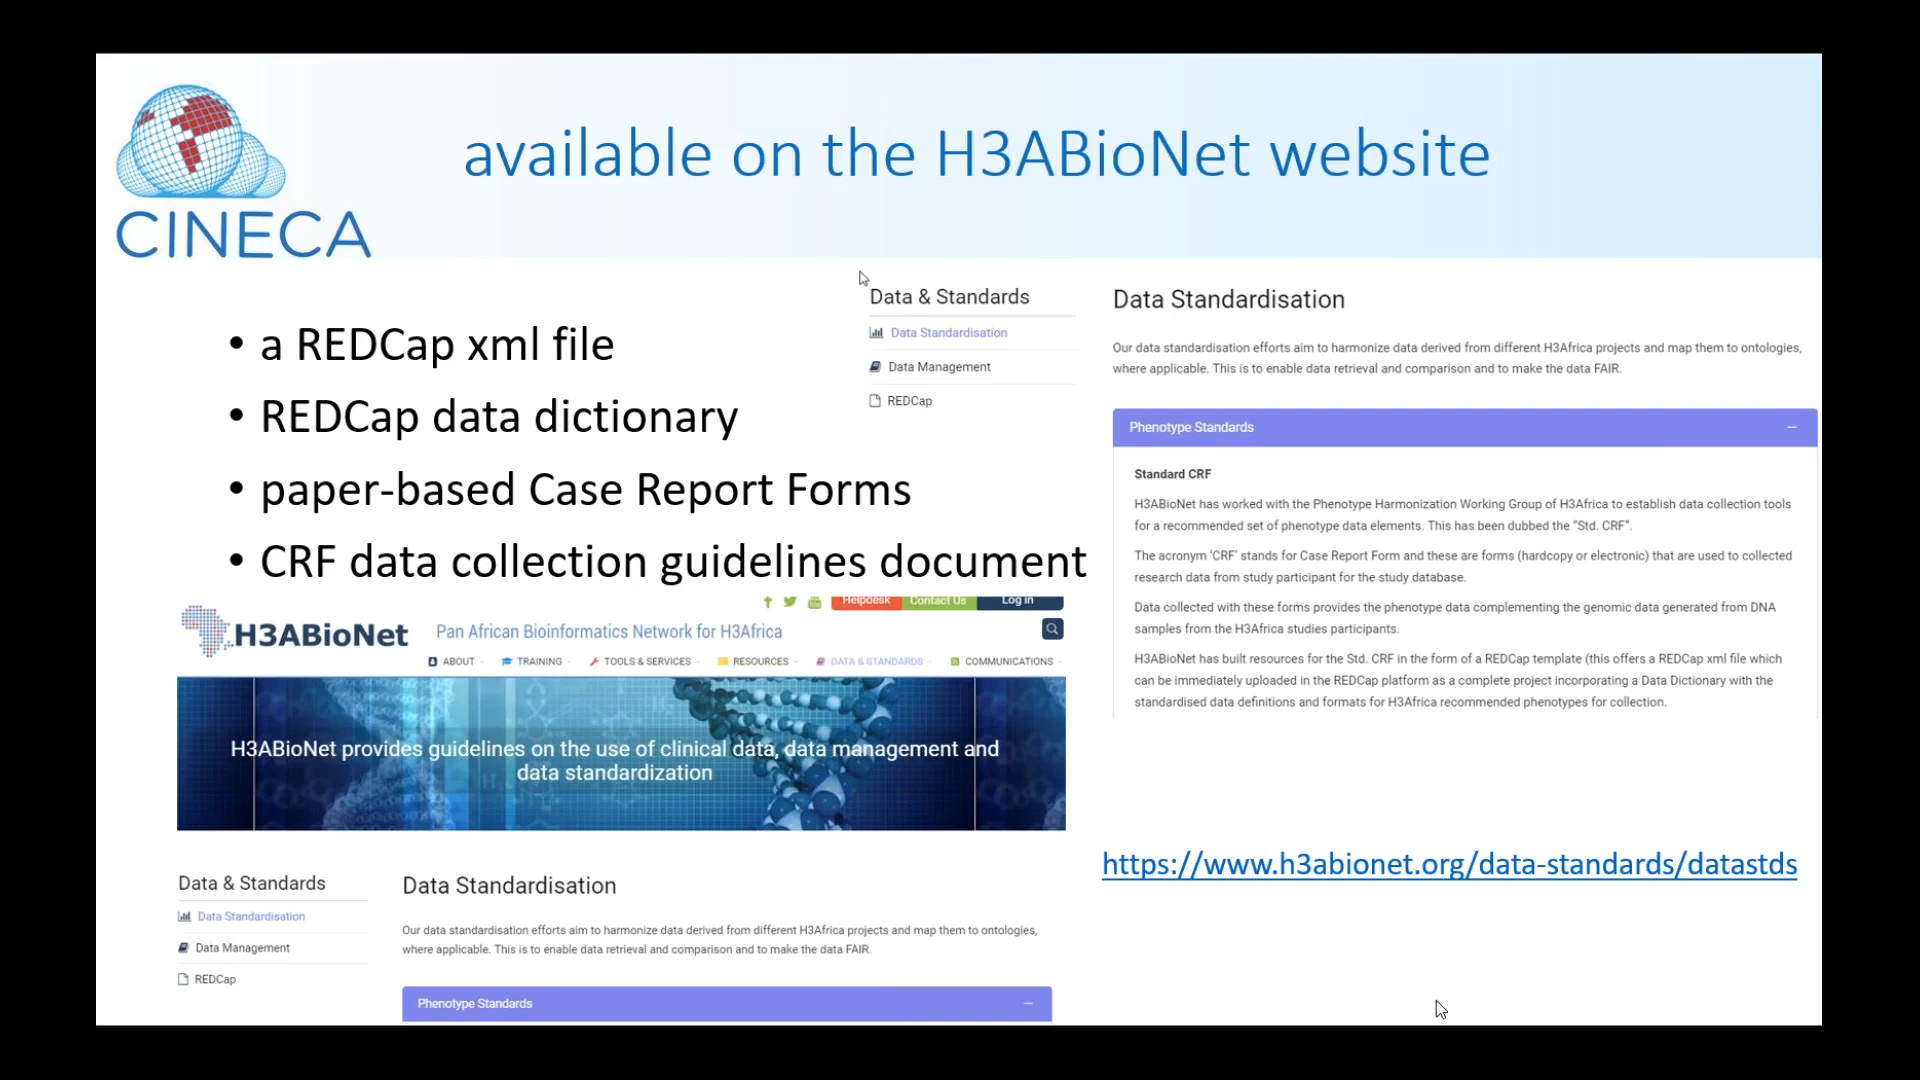 CINECA
available on the H3ABioNet website
• a REDCap xml file
• REDCap data dictionary
• paper-based Case Report Forms
• CRF data collection guidelines document
Data & Standards
Data Standardisation
Data Management
REDCap
Data Standardisation
Our data standardisation efforts aim to harmonize data derived from different H3Africa projects and map them to ontologies,
where applicable. This is to enable data retrieval and comparison and to make the data FAIR.
Phenotype Standards
Standard CRF
H3ABioNet has worked with the Phenotype Harmonization Working Group of H3Africa to establish data collection tools
for a recommended set of phenotype data elements. This has been dubbed the “Std. CRF”.
The acronym ‘CRF’ stands for Case Report Form and these are forms (hardcopy or electronic) that are used to collected
research data from study participant for the study database.
Data collected with these forms provides the phenotype data complementing the genomic data generated from DNA
samples from the H3Africa studies participants.
H3ABioNet has built resources for the Std. CRF in the form of a REDCap template (this offers a REDCap xml file which
can be immediately uploaded in the REDCap platform as a complete project incorporating a Data Dictionary with the
standardised data definitions and formats for H3Africa recommended phenotypes for collection.
Helpdesk Contact Us Log in
H3ABioNet Pan African Bioinformatics Network for H3Africa
ABOUT TRAINING TOOLS & SERVICES RESOURCES DATA & STANDARDS COMMUNICATIONS
H3ABioNet provides guidelines on the use of clinical data, data management and
data standardization
https://www.h3abionet.org/data-standards/datastds
Data & Standards
Data Standardisation
Data Management
REDCap
Data Standardisation
Our data standardisation efforts aim to harmonize data derived from different H3Africa projects and map them to ontologies,
where applicable. This is to enable data retrieval and comparison and to make the data FAIR.
Phenotype Standards